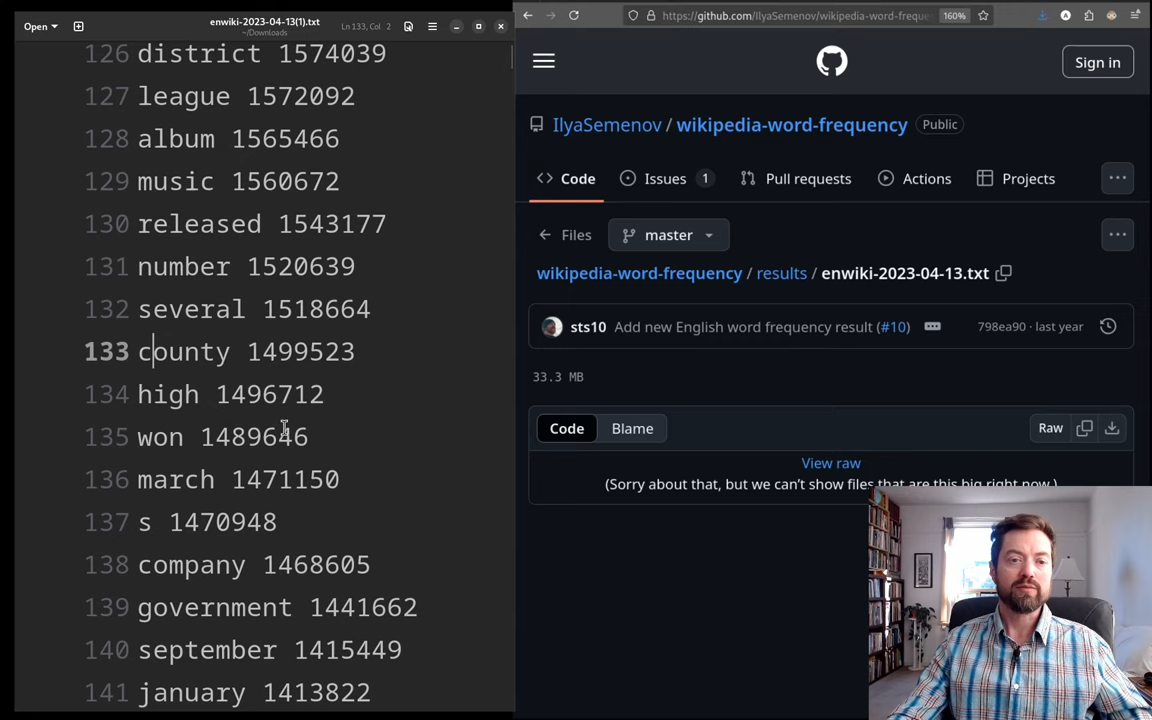 Open
enwiki-2023-04-13(1).txt
~/Downloads
Ln 133, Col 2
126 district 1574039
127 league 1572092
128 album 1565466
129 music 1560672
130 released 1543177
131 number 1520639
132 several 1518664
133 county 1499523
134 high 1496712
135 won 1489646
136 march 1471150
137 s 1470948
138 company 1468605
139 government 1441662
140 september 1415449
141 january 1413822
https://github.com/IlyaSemenov/wikipedia-word-freque
160%
Sign in
IlyaSemenov / wikipedia-word-frequency Public
Code Issues 1 Pull requests Actions Projects
Files master
wikipedia-word-frequency / results / enwiki-2023-04-13.txt
sts10 Add new English word frequency result (#10) 798ea90 · last year
33.3 MB
Code Blame Raw
View raw
(Sorry about that, but we can't show files that are this big right now.)